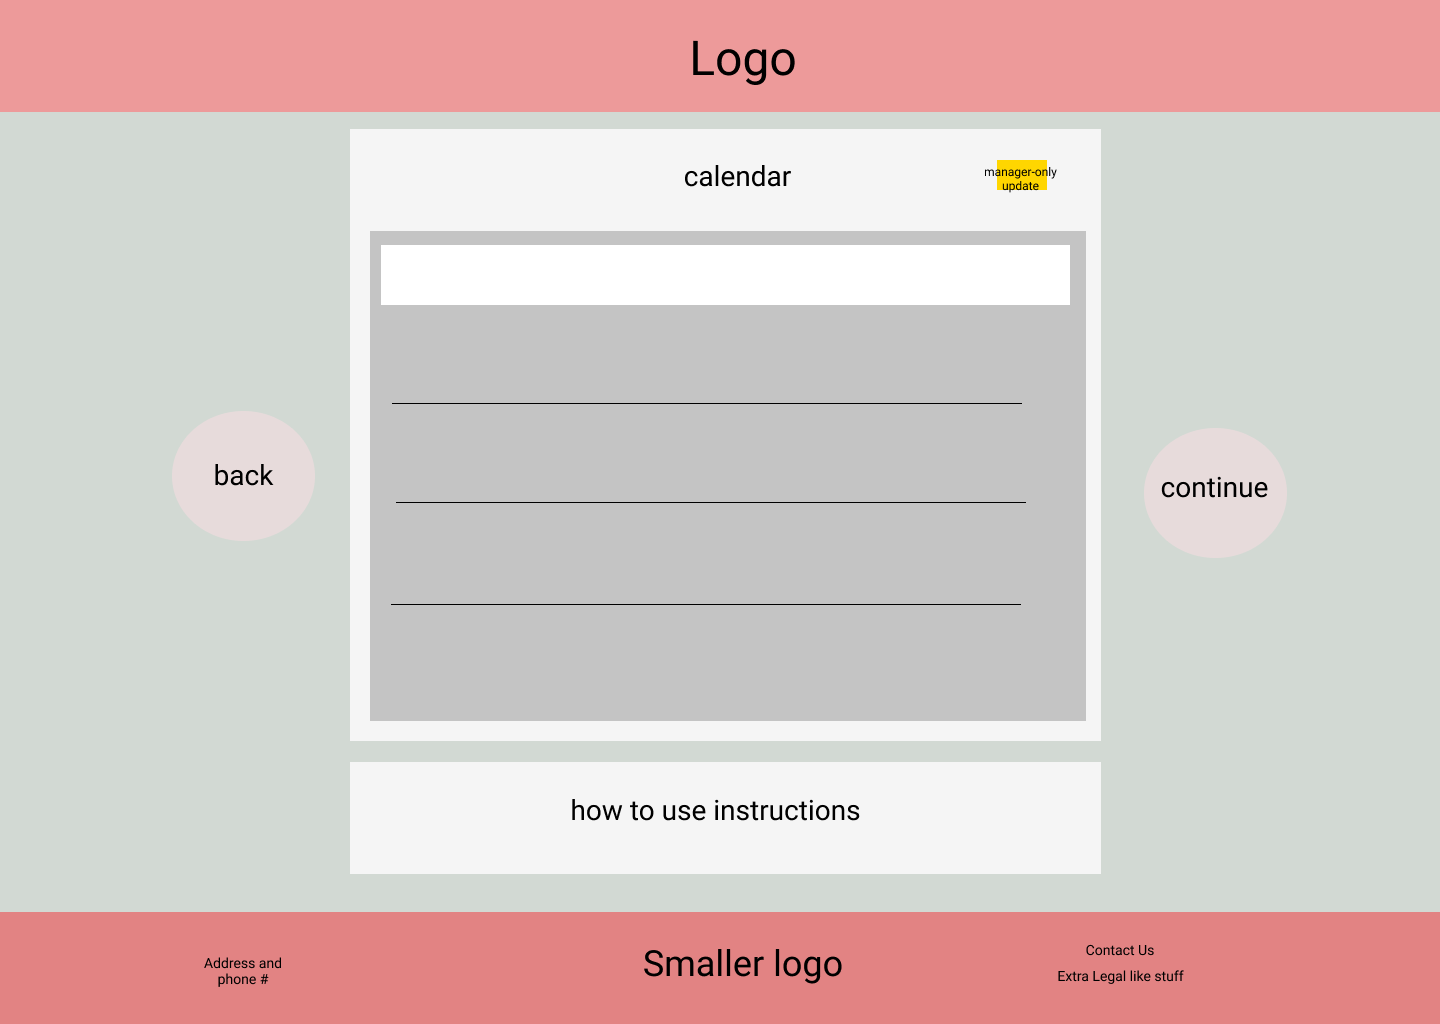 Logo
calendar
manager-only
update
back
continue
how to use instructions
Address and
phone #
Smaller logo
Contact Us
Extra Legal like stuff